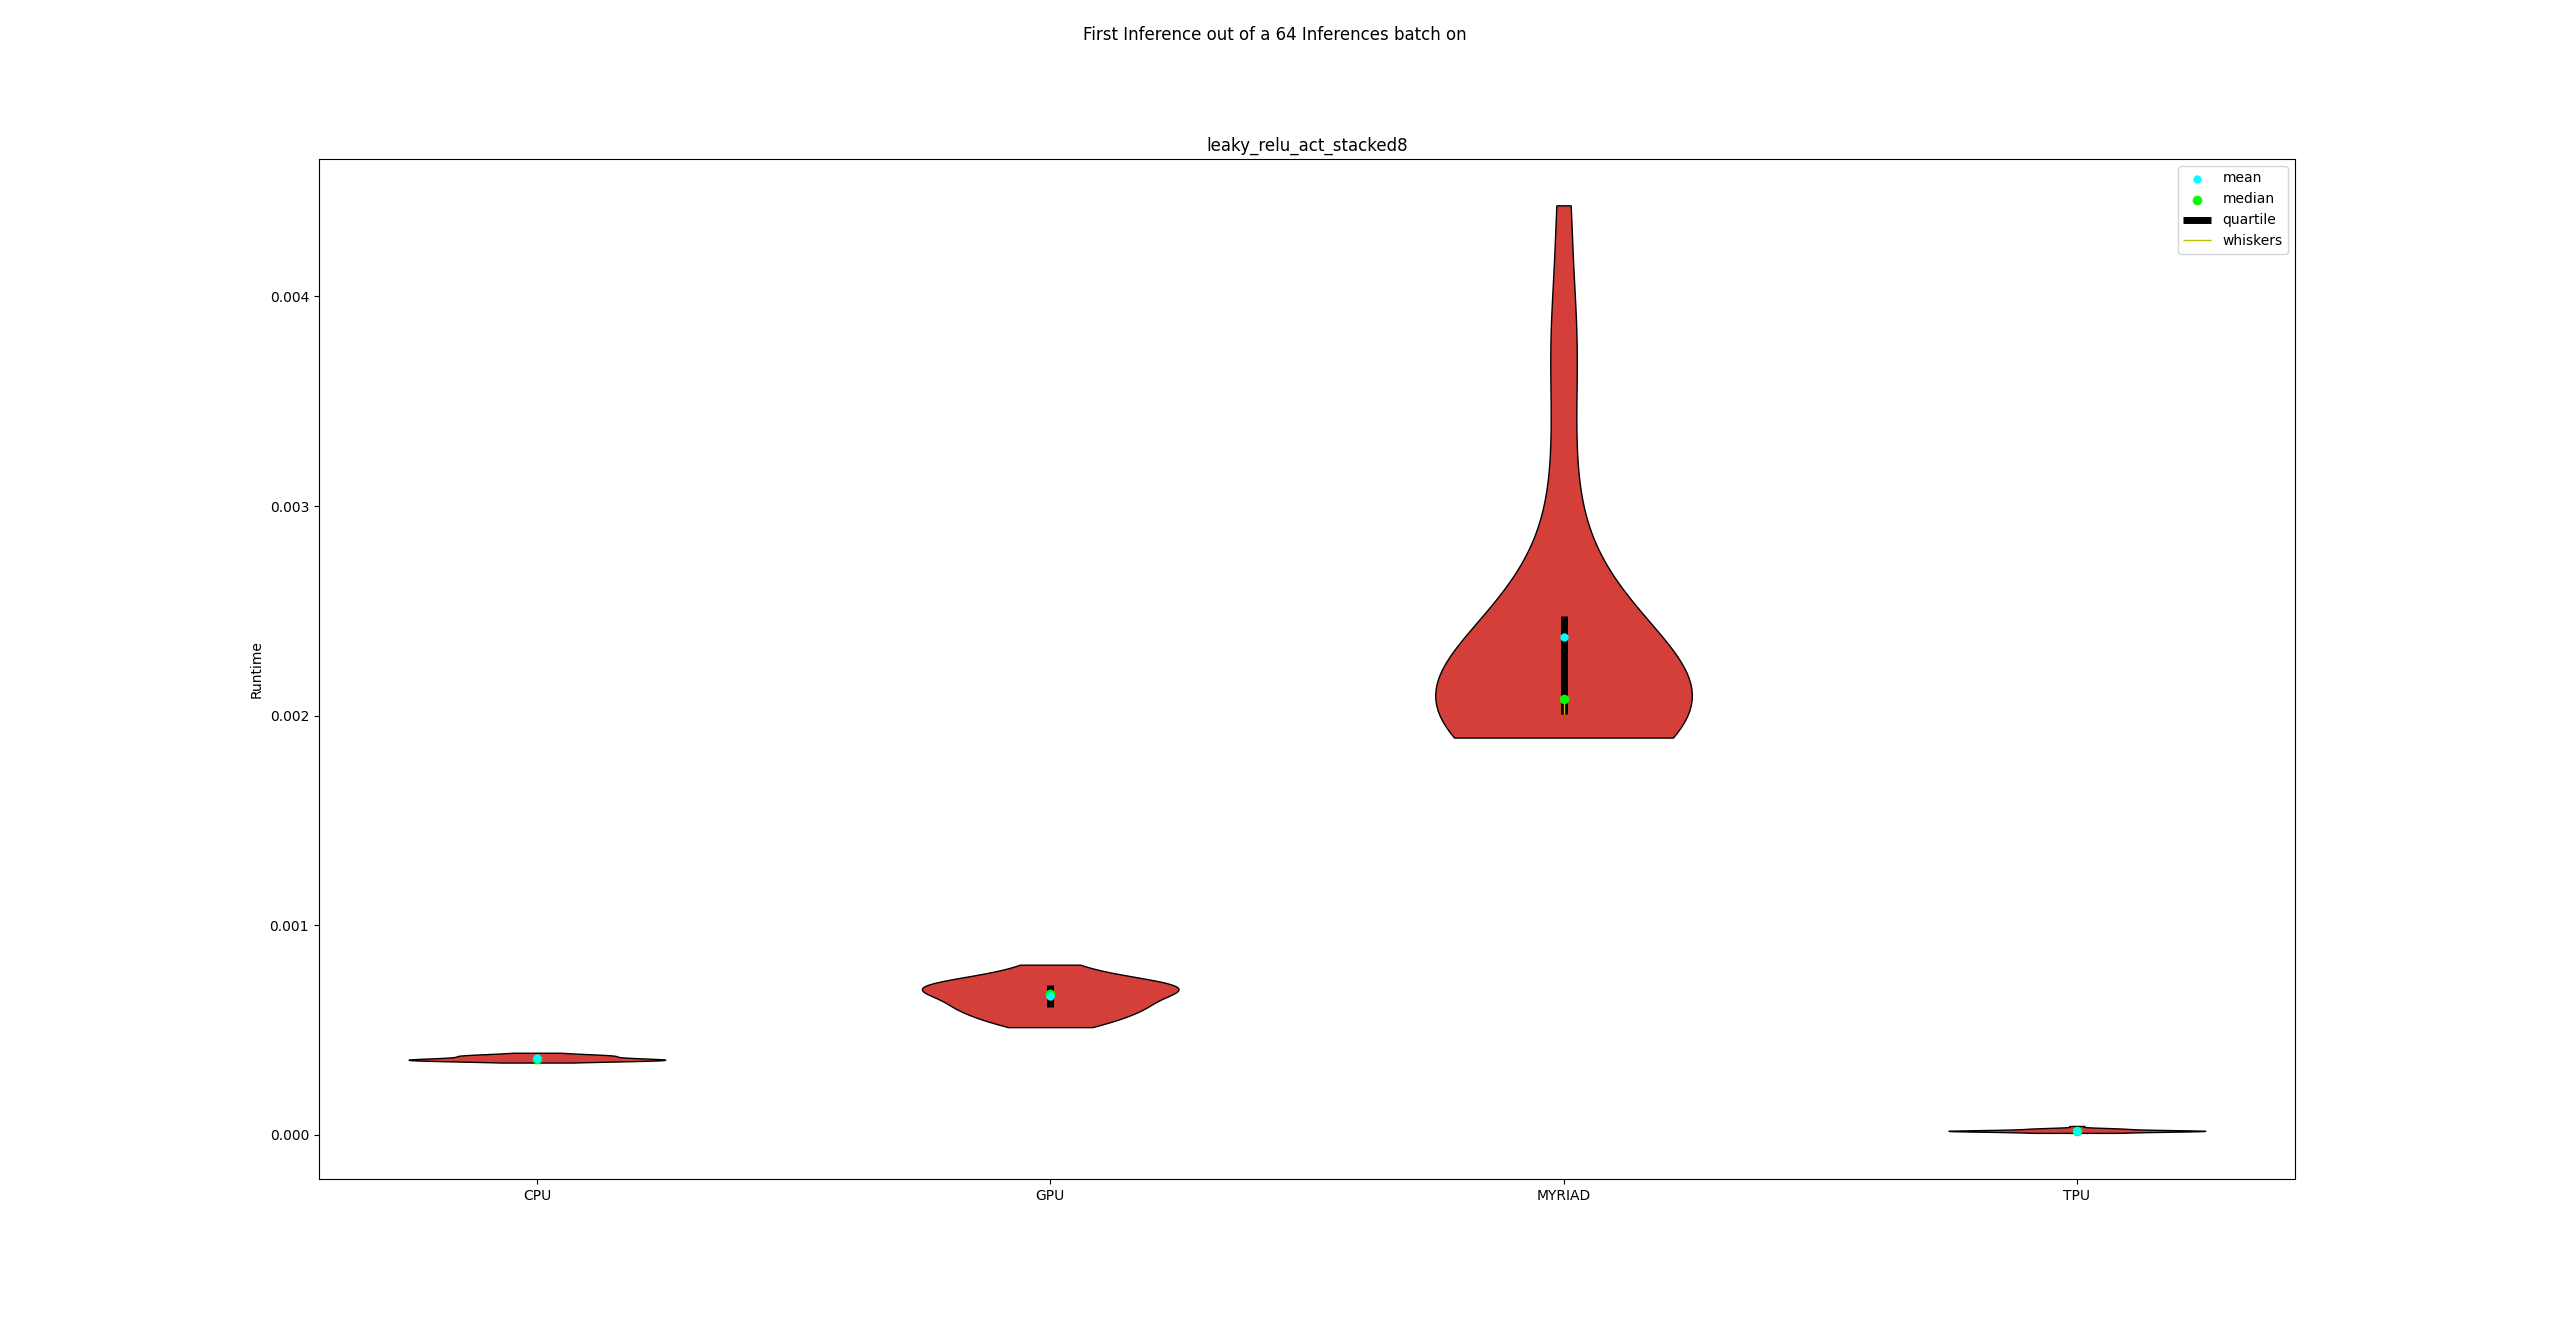 First Inference out of a 64 Inferences batch on
leaky_relu_act_stacked8
mean
median
quartile
whiskers
0.004
0.003
0.002
0.001
0.000
Runtime
CPU
GPU
MYRIAD
TPU